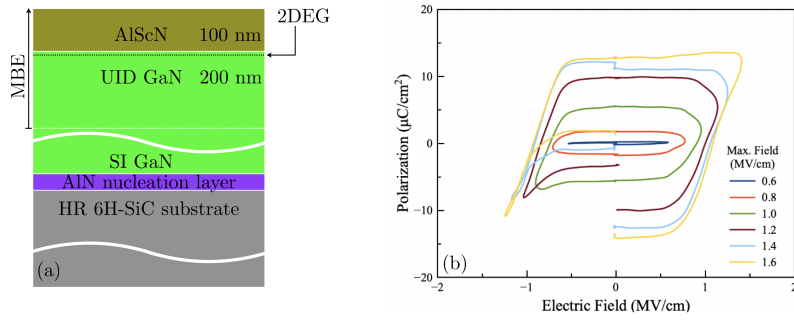 AlScN 100 nm
2DEG
UID GaN 200 nm
MBE
SI GaN
AlN nucleation layer
HR 6H-SiC substrate
(a)
Polarization (μC/cm²)
20
10
0
−10
−20
−2
−1
0
1
2
Electric Field (MV/cm)
Max. Field
(MV/cm)
0.6
0.8
1.0
1.2
1.4
1.6
(b)